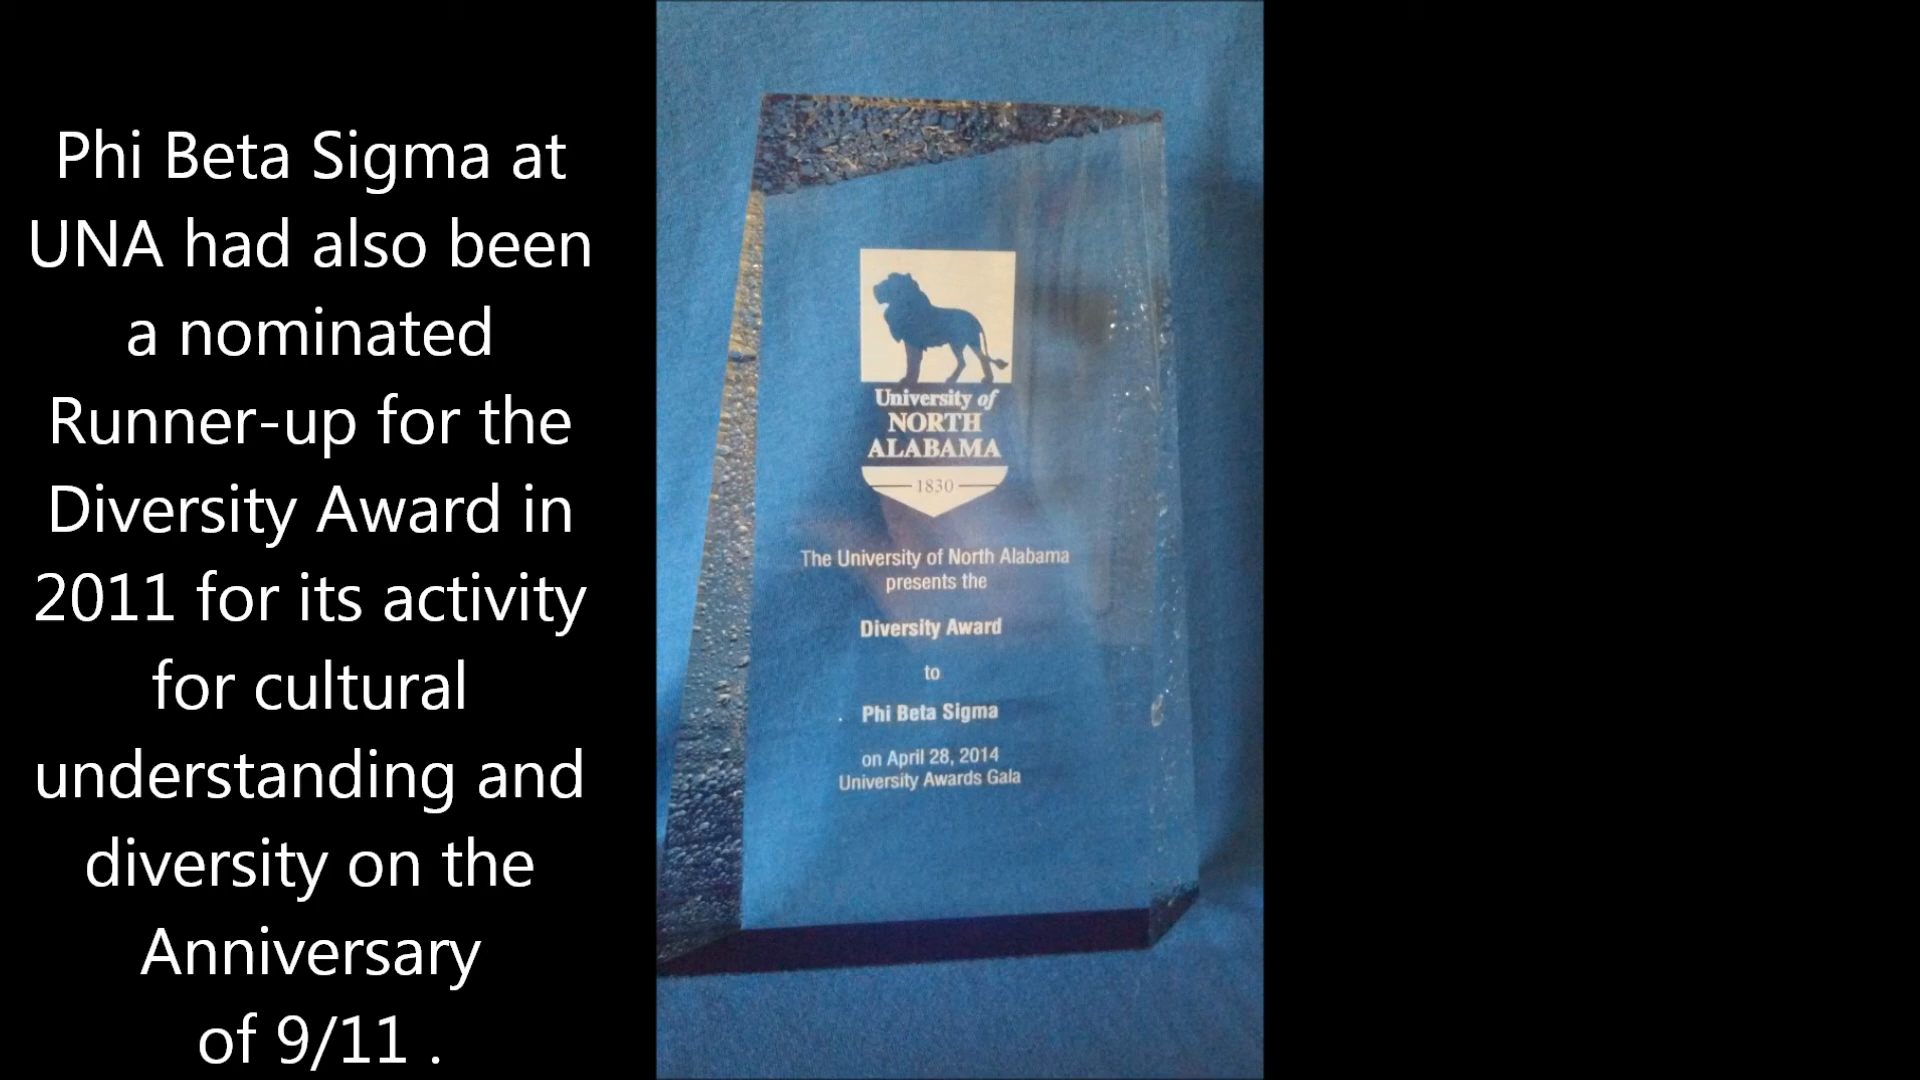 Phi Beta Sigma at
UNA had also been
a nominated
Runner-up for the
Diversity Award in
2011 for its activity
for cultural
understanding and
diversity on the
Anniversary
of 9/11 .
University of
NORTH
ALABAMA
1830
The University of North Alabama
presents the
Diversity Award
to
Phi Beta Sigma
on April 28, 2014
University Awards Gala